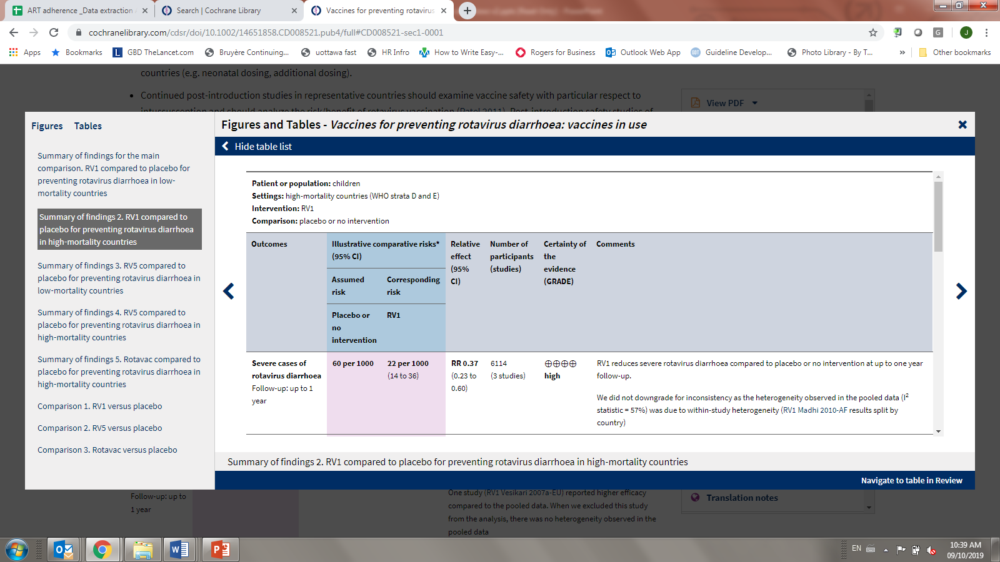 ART adherence _Data extraction
Search | Cochrane Library
Vaccines for preventing rotavirus
cochranelibrary.com/cdsr/doi/10.1002/14651858.CD008521.pub4/full#CD008521-sec1-0001
G
J
Apps
Bookmarks
L
GBD TheLancet.com
Bruyère Continuing...
uottawa fast
HR Infro
How to Write Easy-...
Rogers for Business
Outlook Web App
Guideline Develop...
Photo Library - By T...
»
Other bookmarks
countries (e.g. neonatal dosing, additional dosing).
• Continued post-introduction studies in representative countries should examine vaccine safety with particular respect to
intussusception and should analyze the risk/benefit of rotavirus vaccination (Patel 2011). Post-introduction safety studies of
View PDF
Figures Tables
Summary of findings for the main
comparison. RV1 compared to placebo for
preventing rotavirus diarrhoea in low-
mortality countries
Summary of findings 2. RV1 compared to
placebo for preventing rotavirus diarrhoea
in high-mortality countries
Summary of findings 3. RV5 compared to
placebo for preventing rotavirus diarrhoea in
low-mortality countries
Summary of findings 4. RV5 compared to
placebo for preventing rotavirus diarrhoea in
high-mortality countries
Summary of findings 5. Rotavac compared to
placebo for preventing rotavirus diarrhoea in
high-mortality countries
Comparison 1. RV1 versus placebo
Comparison 2. RV5 versus placebo
Comparison 3. Rotavac versus placebo
Figures and Tables - Vaccines for preventing rotavirus diarrhoea: vaccines in use
Hide table list
Patient or population: children
Settings: high-mortality countries (WHO strata D and E)
Intervention: RV1
Comparison: placebo or no intervention
Outcomes
Illustrative comparative risks*
(95% CI)
Assumed
risk
Corresponding
risk
Placebo or
no
intervention
RV1
Relative
effect
(95%
CI)
Number of
participants
(studies)
Certainty of
the
evidence
(GRADE)
Comments
Severe cases of
rotavirus diarrhoea
Follow-up: up to 1
year
60 per 1000
22 per 1000
(14 to 36)
RR 0.37
(0.23 to
0.60)
6114
(3 studies)
⊕⊕⊕⊕
high
RV1 reduces severe rotavirus diarrhoea compared to placebo or no intervention at up to one year
follow-up.
We did not downgrade for inconsistency as the heterogeneity observed in the pooled data (I²
statistic = 57%) was due to within-study heterogeneity (RV1 Madhi 2010-AF results split by
country)
Summary of findings 2. RV1 compared to placebo for preventing rotavirus diarrhoea in high-mortality countries
Navigate to table in Review
Follow-up: up to
1 year
One study (RV1 Vesikari 2007a-EU) reported higher efficacy
compared to the pooled data. When we excluded this study
from the analysis, there was no heterogeneity observed in the
pooled data
Translation notes
EN
10:39 AM
09/10/2019